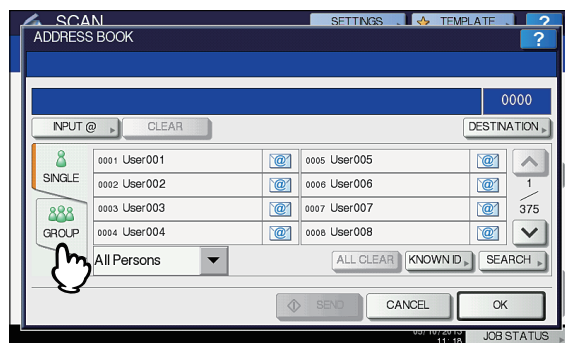 SCAN SETTINGS TEMPLATE ?
ADDRESS BOOK ?
0000
INPUT @ CLEAR DESTINATION
SINGLE
0001 User001 0005 User005
0002 User002 0006 User006 1
0003 User003 0007 User007 375
GROUP
0004 User004 0008 User008
All Persons ALL CLEAR KNOWN ID SEARCH
SEND CANCEL OK
11:18 JOB STATUS